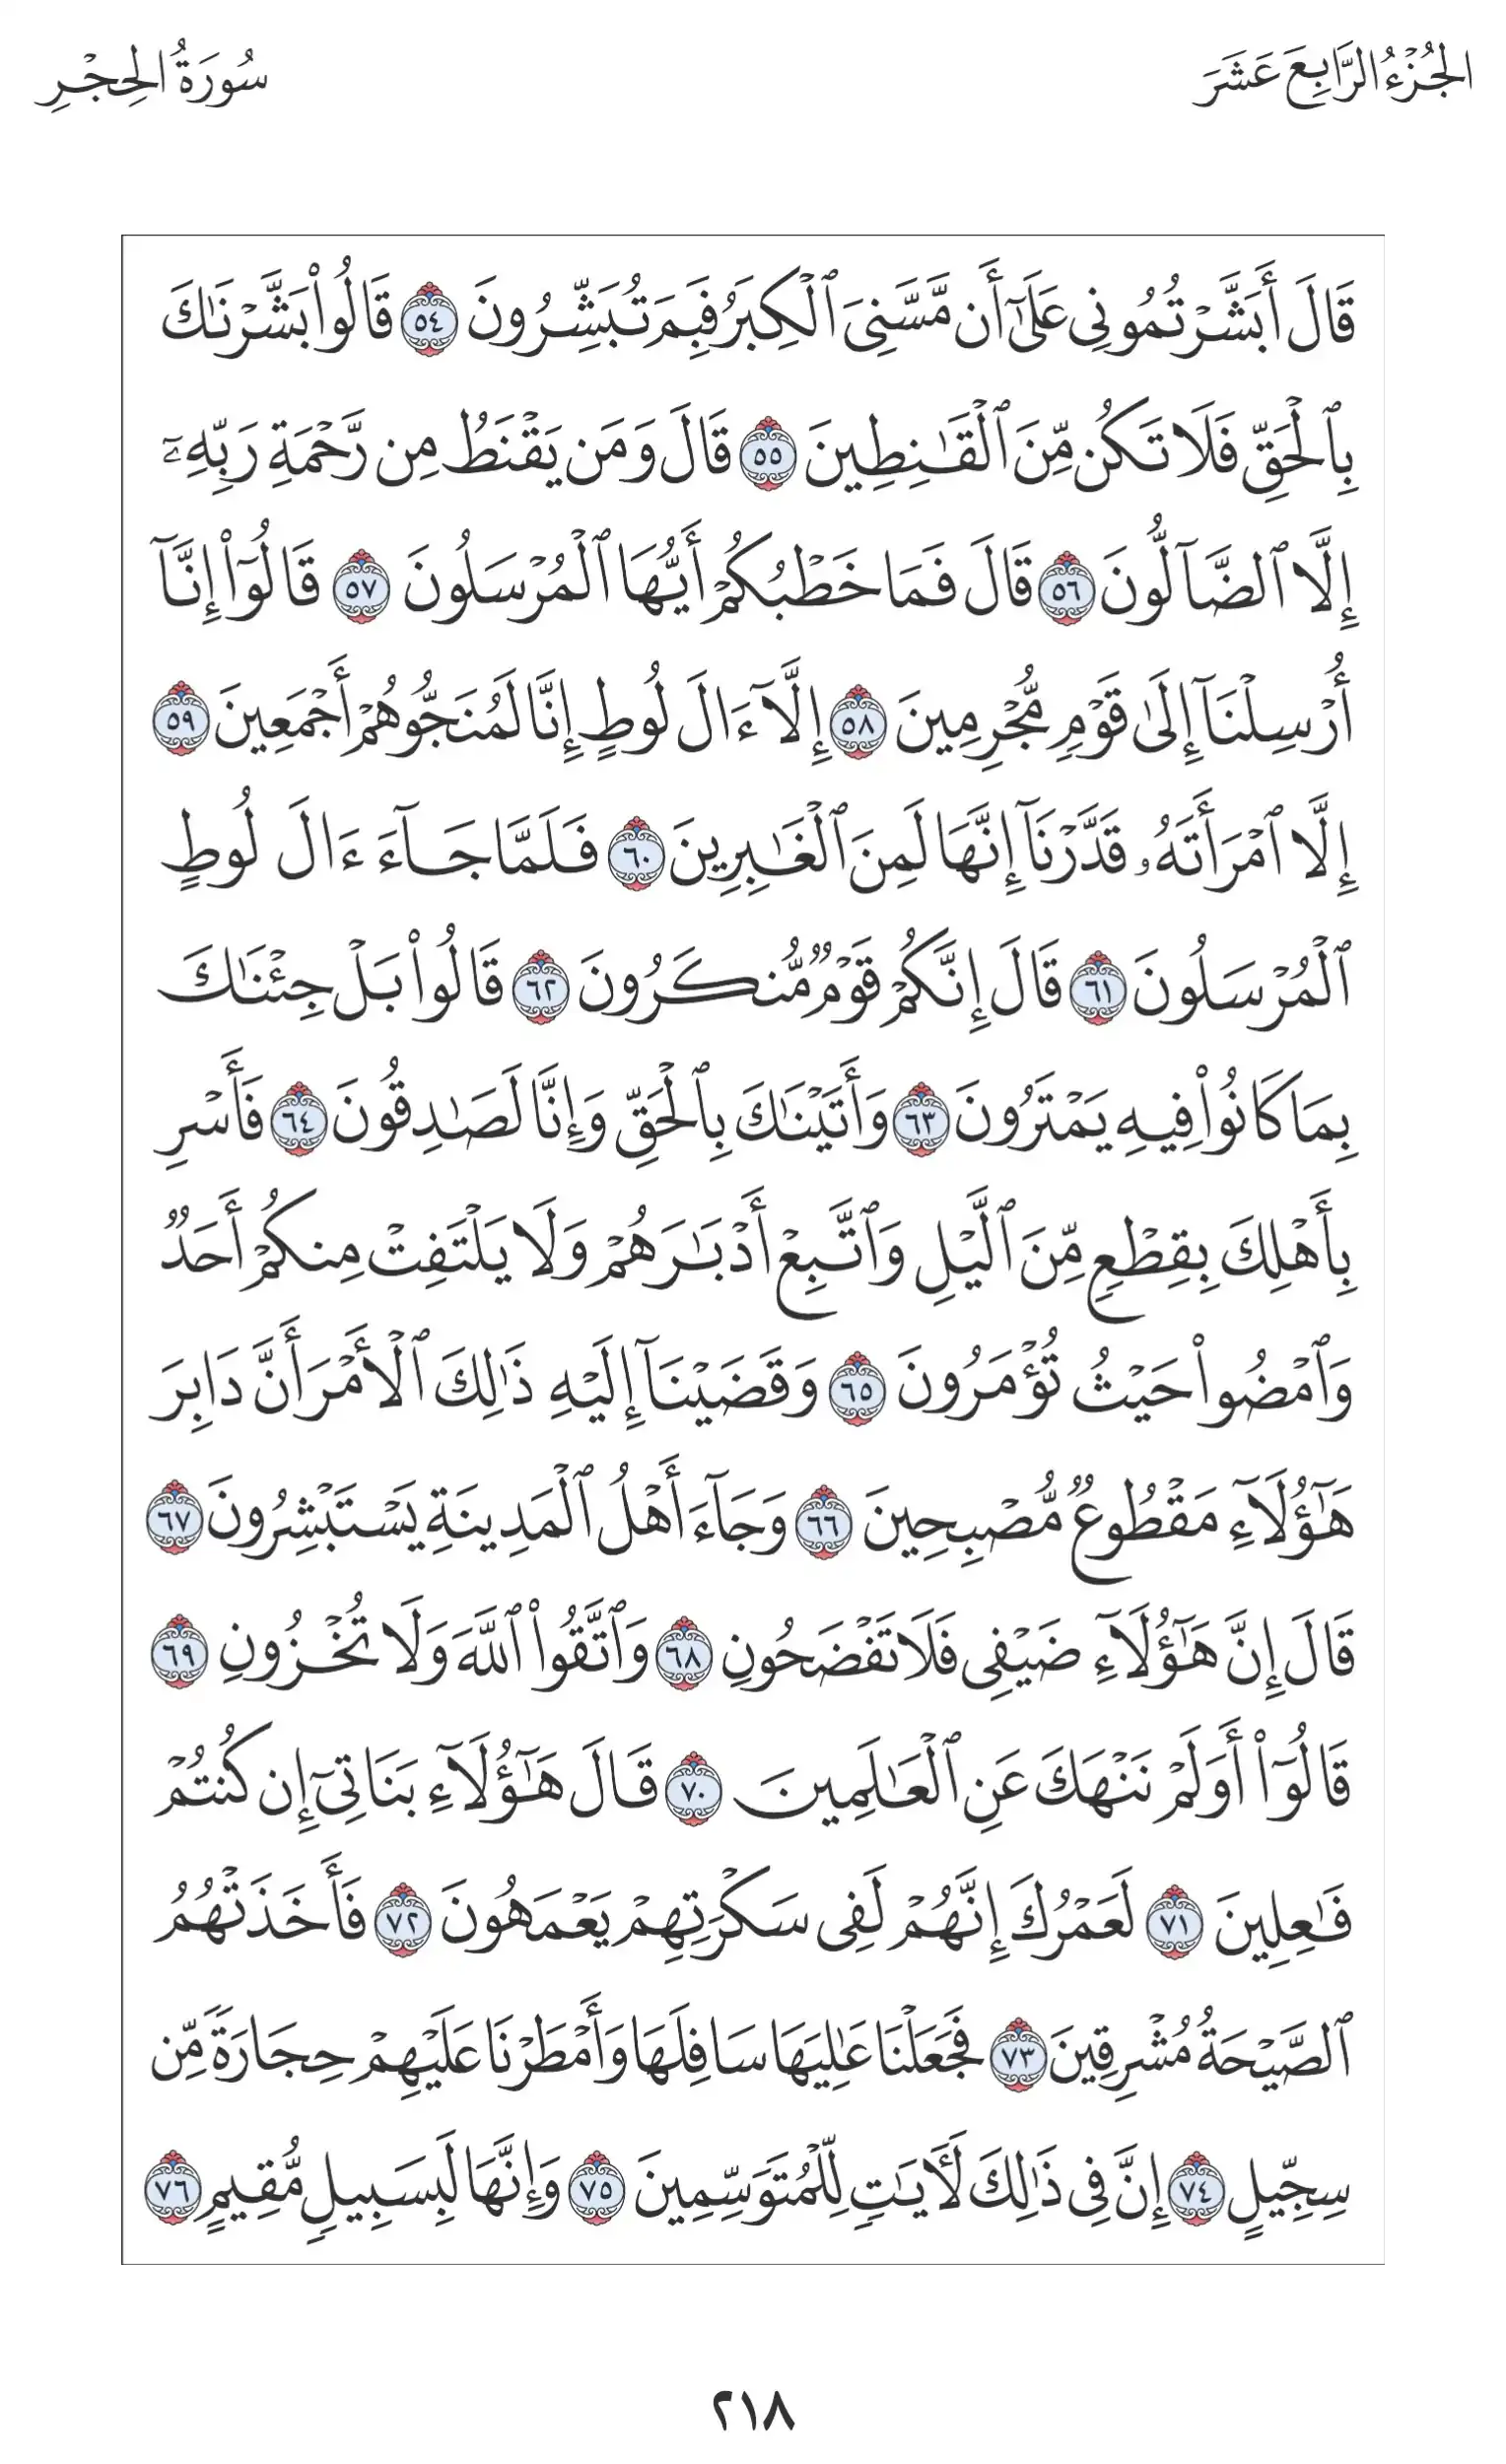 الجُزْءُ الرَّابِعَ عَشَرَ
سُورَةُ الحِجْرِ
قَالَ أَبَشَّرْتُمُونِى عَلَىٰٓ أَن مَّسَّنِىَ ٱلْكِبَرُ فَبِمَ تُبَشِّرُونَ ٥٤ قَالُوا۟ بَشَّرْنَٰكَ
بِٱلْحَقِّ فَلَا تَكُن مِّنَ ٱلْقَٰنِطِينَ ٥٥ قَالَ وَمَن يَقْنَطُ مِن رَّحْمَةِ رَبِّهِۦٓ
إِلَّا ٱلضَّآلُّونَ ٥٦ قَالَ فَمَا خَطْبُكُمْ أَيُّهَا ٱلْمُرْسَلُونَ ٥٧ قَالُوٓا۟ إِنَّآ
أُرْسِلْنَآ إِلَىٰ قَوْمٍ مُّجْرِمِينَ ٥٨ إِلَّآ ءَالَ لُوطٍ إِنَّا لَمُنَجُّوهُمْ أَجْمَعِينَ ٥٩
إِلَّا ٱمْرَأَتَهُۥ قَدَّرْنَآ إِنَّهَا لَمِنَ ٱلْغَٰبِرِينَ ٦٠ فَلَمَّا جَآءَ ءَالَ لُوطٍ
ٱلْمُرْسَلُونَ ٦١ قَالَ إِنَّكُمْ قَوْمٌ مُّنكَرُونَ ٦٢ قَالُوا۟ بَلْ جِئْنَٰكَ
بِمَا كَانُوا۟ فِيهِ يَمْتَرُونَ ٦٣ وَأَتَيْنَٰكَ بِٱلْحَقِّ وَإِنَّا لَصَٰدِقُونَ ٦٤ فَأَسْرِ
بِأَهْلِكَ بِقِطْعٍ مِّنَ ٱلَّيْلِ وَٱتَّبِعْ أَدْبَٰرَهُمْ وَلَا يَلْتَفِتْ مِنكُمْ أَحَدٌ
وَٱمْضُوا۟ حَيْثُ تُؤْمَرُونَ ٦٥ وَقَضَيْنَآ إِلَيْهِ ذَٰلِكَ ٱلْأَمْرَ أَنَّ دَابِرَ
هَٰٓؤُلَآءِ مَقْطُوعٌ مُّصْبِحِينَ ٦٦ وَجَآءَ أَهْلُ ٱلْمَدِينَةِ يَسْتَبْشِرُونَ ٦٧
قَالَ إِنَّ هَٰٓؤُلَآءِ ضَيْفِى فَلَا تَفْضَحُونِ ٦٨ وَٱتَّقُوا۟ ٱللَّهَ وَلَا تُخْزُونِ ٦٩
قَالُوٓا۟ أَوَلَمْ نَنْهَكَ عَنِ ٱلْعَٰلَمِينَ ٧٠ قَالَ هَٰٓؤُلَآءِ بَنَاتِىٓ إِن كُنتُمْ
فَٰعِلِينَ ٧١ لَعَمْرُكَ إِنَّهُمْ لَفِى سَكْرَتِهِمْ يَعْمَهُونَ ٧٢ فَأَخَذَتْهُمُ
ٱلصَّيْحَةُ مُشْرِقِينَ ٧٣ فَجَعَلْنَا عَٰلِيَهَا سَافِلَهَا وَأَمْطَرْنَا عَلَيْهِمْ حِجَارَةً مِّن
سِجِّيلٍ ٧٤ إِنَّ فِى ذَٰلِكَ لَءَايَٰتٍ لِّلْمُتَوَسِّمِينَ ٧٥ وَإِنَّهَا لَبِسَبِيلٍ مُّقِيمٍ ٧٦
٢١٨